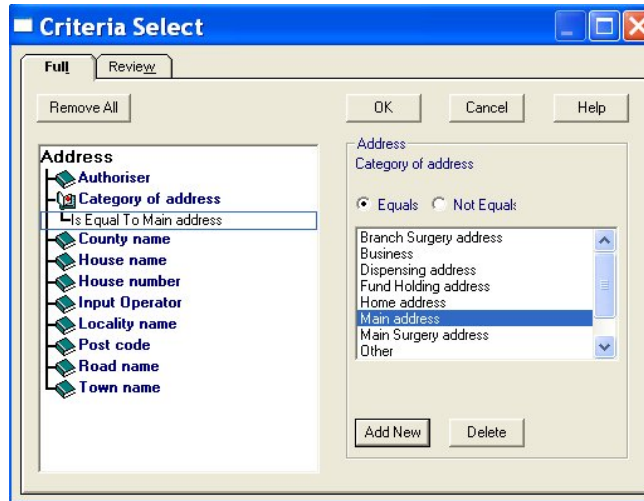 Criteria Select
Full
Review
Remove All
OK
Cancel
Help
Address
Authoriser
Category of address
Is Equal To Main address
County name
House name
House number
Input Operator
Locality name
Post code
Road name
Town name
Address
Category of address
Equals
Not Equals
Branch Surgery address
Business
Dispensing address
Fund Holding address
Home address
Main address
Main Surgery address
Other
Add New
Delete